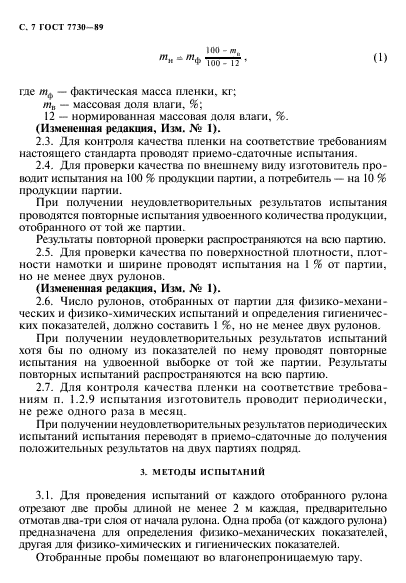 С. 7 ГОСТ 7730—89
mн = mф (100 − mв)/(100 − 12) , (1)
где mф — фактическая масса пленки, кг;
mв — массовая доля влаги, %;
12 — нормированная массовая доля влаги, %.
(Измененная редакция, Изм. № 1).
2.3. Для контроля качества пленки на соответствие требованиям
настоящего стандарта проводят приемо-сдаточные испытания.
2.4. Для проверки качества по внешнему виду изготовитель про-
водит испытания на 100 % продукции партии, а потребитель — на 10 %
продукции партии.
При получении неудовлетворительных результатов испытания
проводятся повторные испытания удвоенного количества продукции,
отобранного от той же партии.
Результаты повторной проверки распространяются на всю партию.
2.5. Для проверки качества по поверхностной плотности, плот-
ности намотки и ширине проводят испытания на 1 % от партии,
но не менее двух рулонов.
(Измененная редакция, Изм. № 1).
2.6. Число рулонов, отобранных от партии для физико-механи-
ческих и физико-химических испытаний и определения гигиеничес-
ких показателей, должно составить 1 %, но не менее двух рулонов.
При получении неудовлетворительных результатов испытаний
хотя бы по одному из показателей по нему проводят повторные
испытания на удвоенной выборке от той же партии. Результаты
повторных испытаний распространяются на всю партию.
2.7. Для контроля качества пленки на соответствие требова-
ниям п. 1.2.9 испытания изготовитель проводит периодически,
не реже одного раза в месяц.
При получении неудовлетворительных результатов периодических
испытаний испытания переводят в приемо-сдаточные до получения
положительных результатов на двух партиях подряд.
3. МЕТОДЫ ИСПЫТАНИЙ
3.1. Для проведения испытаний от каждого отобранного рулона
отрезают две пробы длиной не менее 2 м каждая, предварительно
отмотав два-три слоя от начала рулона. Одна проба (от каждого рулона)
предназначена для определения физико-механических показателей,
другая для физико-химических и гигиенических показателей.
Отобранные пробы помещают во влагонепроницаемую тару.